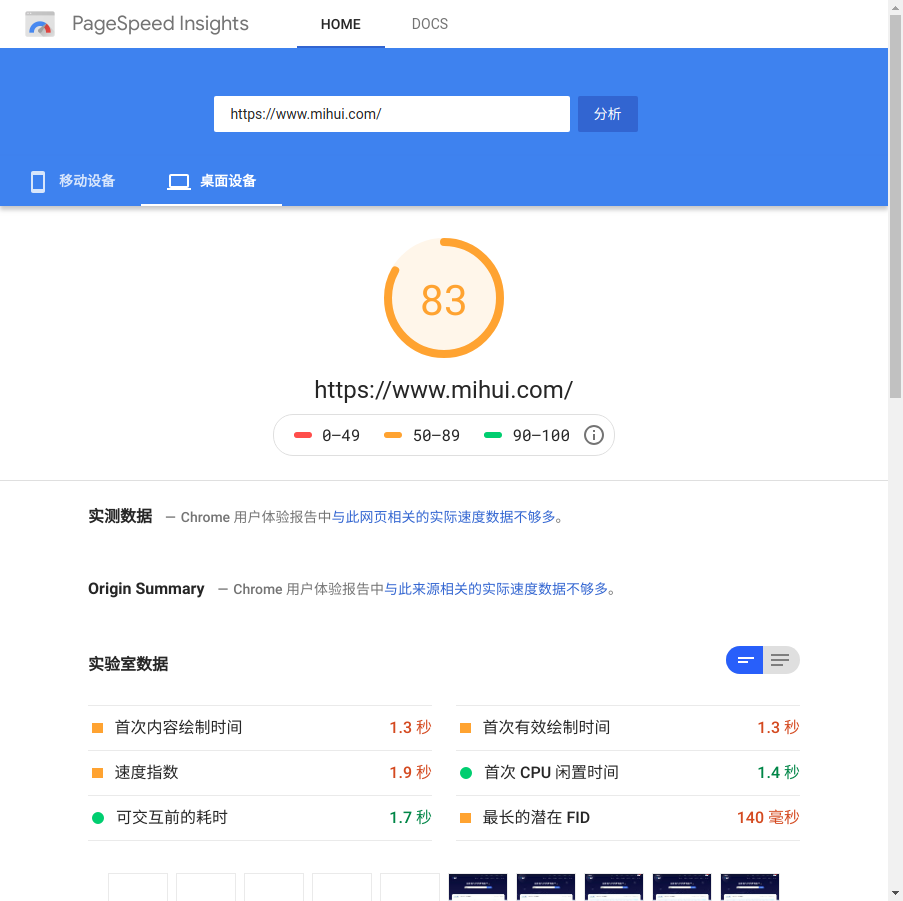 PageSpeed Insights HOME DOCS
https://www.mihui.com/ 分析
移动设备 桌面设备
83
https://www.mihui.com/
0–49 50–89 90–100
实测数据 — Chrome 用户体验报告中与此网页相关的实际速度数据不够多。
Origin Summary — Chrome 用户体验报告中与此来源相关的实际速度数据不够多。
实验室数据
首次内容绘制时间 1.3 秒 首次有效绘制时间 1.3 秒
速度指数 1.9 秒 首次 CPU 闲置时间 1.4 秒
可交互前的耗时 1.7 秒 最长的潜在 FID 140 毫秒